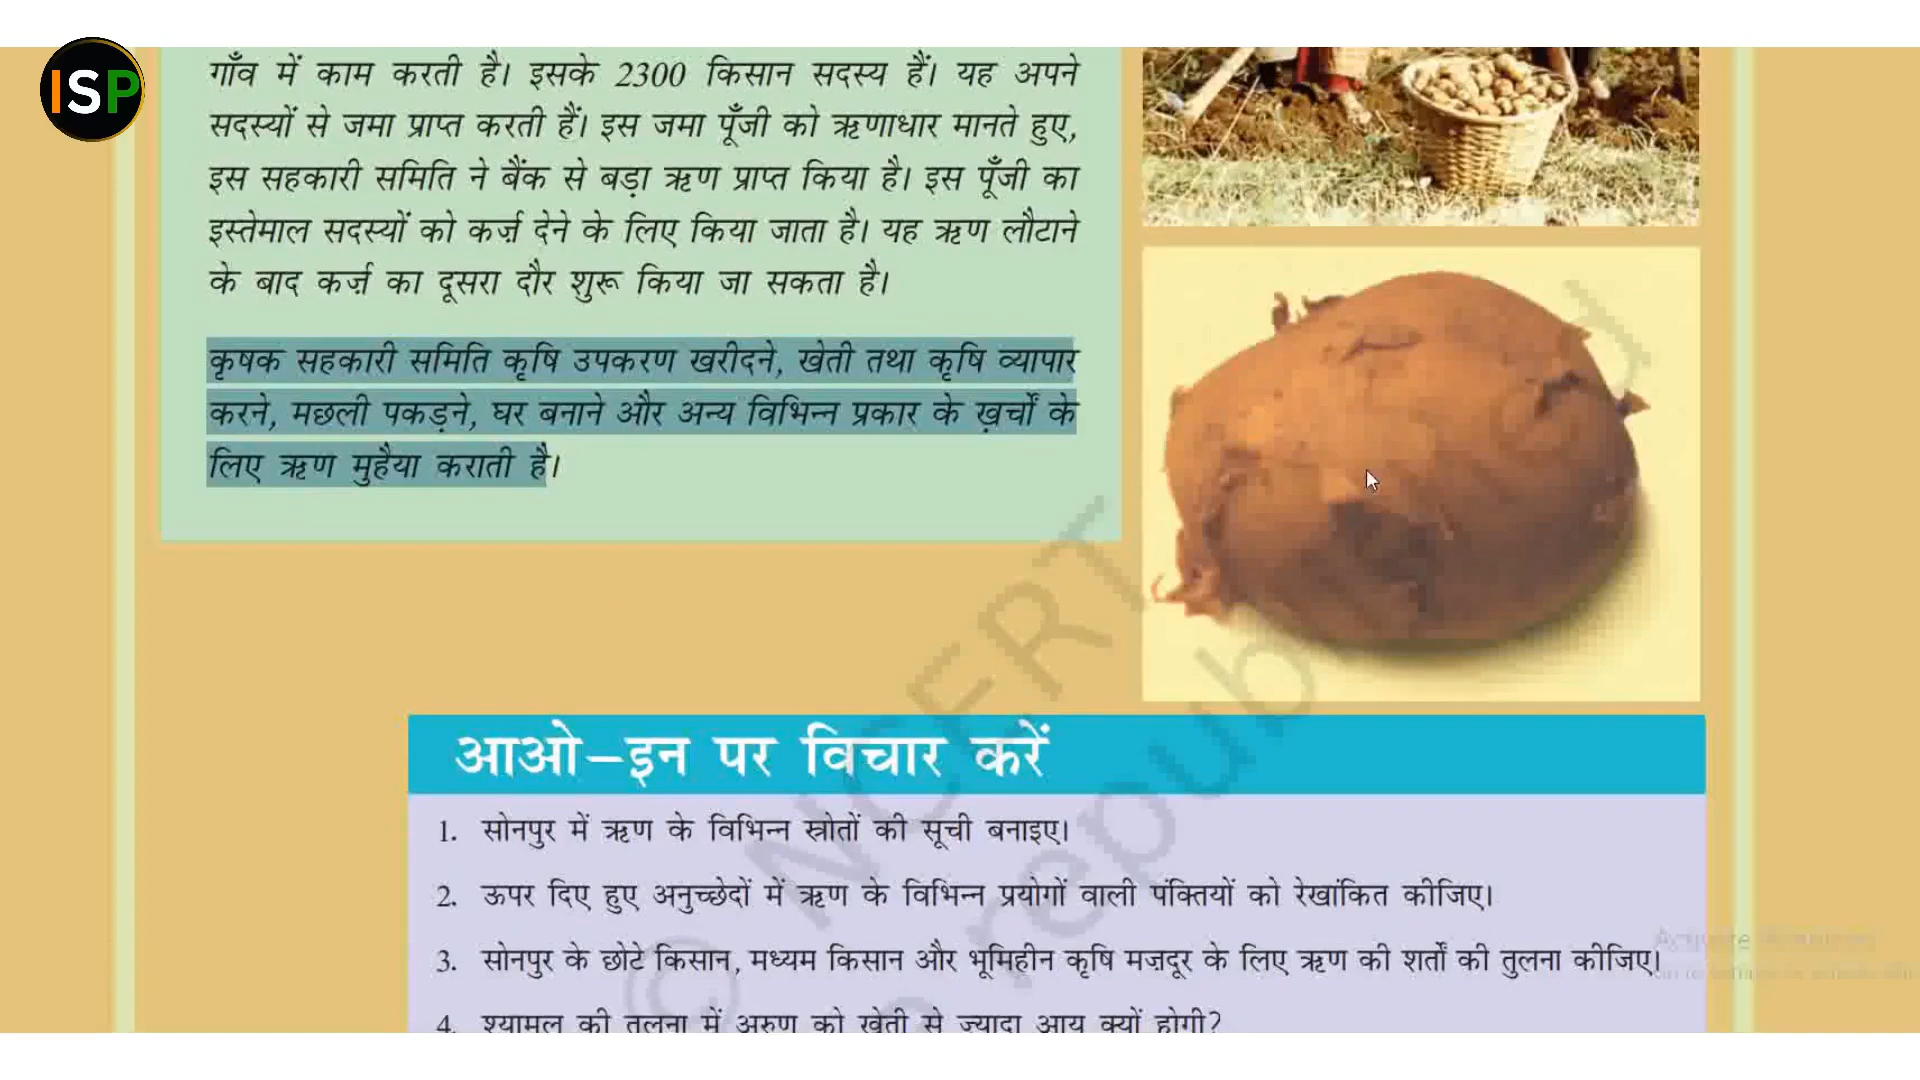 ISP
गाँव में काम करती है। इसके 2300 किसान सदस्य हैं। यह अपने
सदस्यों से जमा प्राप्त करती हैं। इस जमा पूँजी को ऋणाधार मानते हुए,
इस सहकारी समिति ने बैंक से बड़ा ऋण प्राप्त किया है। इस पूँजी का
इस्तेमाल सदस्यों को कर्ज़ देने के लिए किया जाता है। यह ऋण लौटाने
के बाद कर्ज़ का दूसरा दौर शुरू किया जा सकता है।
कृषक सहकारी समिति कृषि उपकरण खरीदने, खेती तथा कृषि व्यापार
करने, मछली पकड़ने, घर बनाने और अन्य विभिन्न प्रकार के ख़र्चों के
लिए ऋण मुहैया कराती है।
आओ–इन पर विचार करें
1. सोनपुर में ऋण के विभिन्न स्रोतों की सूची बनाइए।
2. ऊपर दिए हुए अनुच्छेदों में ऋण के विभिन्न प्रयोगों वाली पंक्तियों को रेखांकित कीजिए।
3. सोनपुर के छोटे किसान, मध्यम किसान और भूमिहीन कृषि मज़दूर के लिए ऋण की शर्तों की तुलना कीजिए।
4. श्यामल की तुलना में अरुण को खेती से ज्यादा आय क्यों होगी?
© NCERT
republ